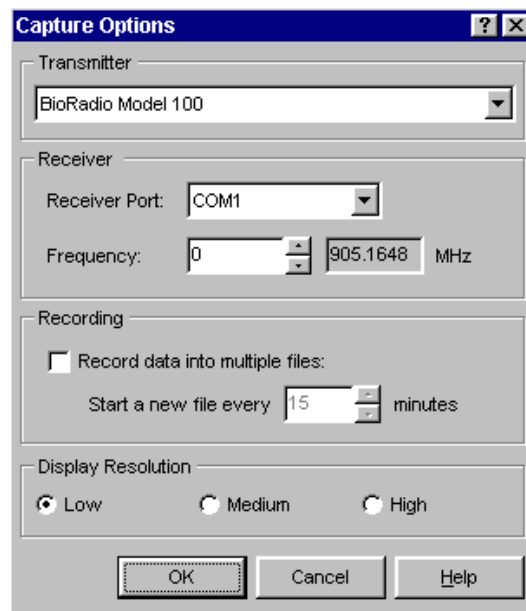 Capture Options
Transmitter
BioRadio Model 100
Receiver
Receiver Port: COM1
Frequency: 0 905.1648 MHz
Recording
Record data into multiple files:
Start a new file every 15 minutes
Display Resolution
Low Medium High
OK Cancel Help